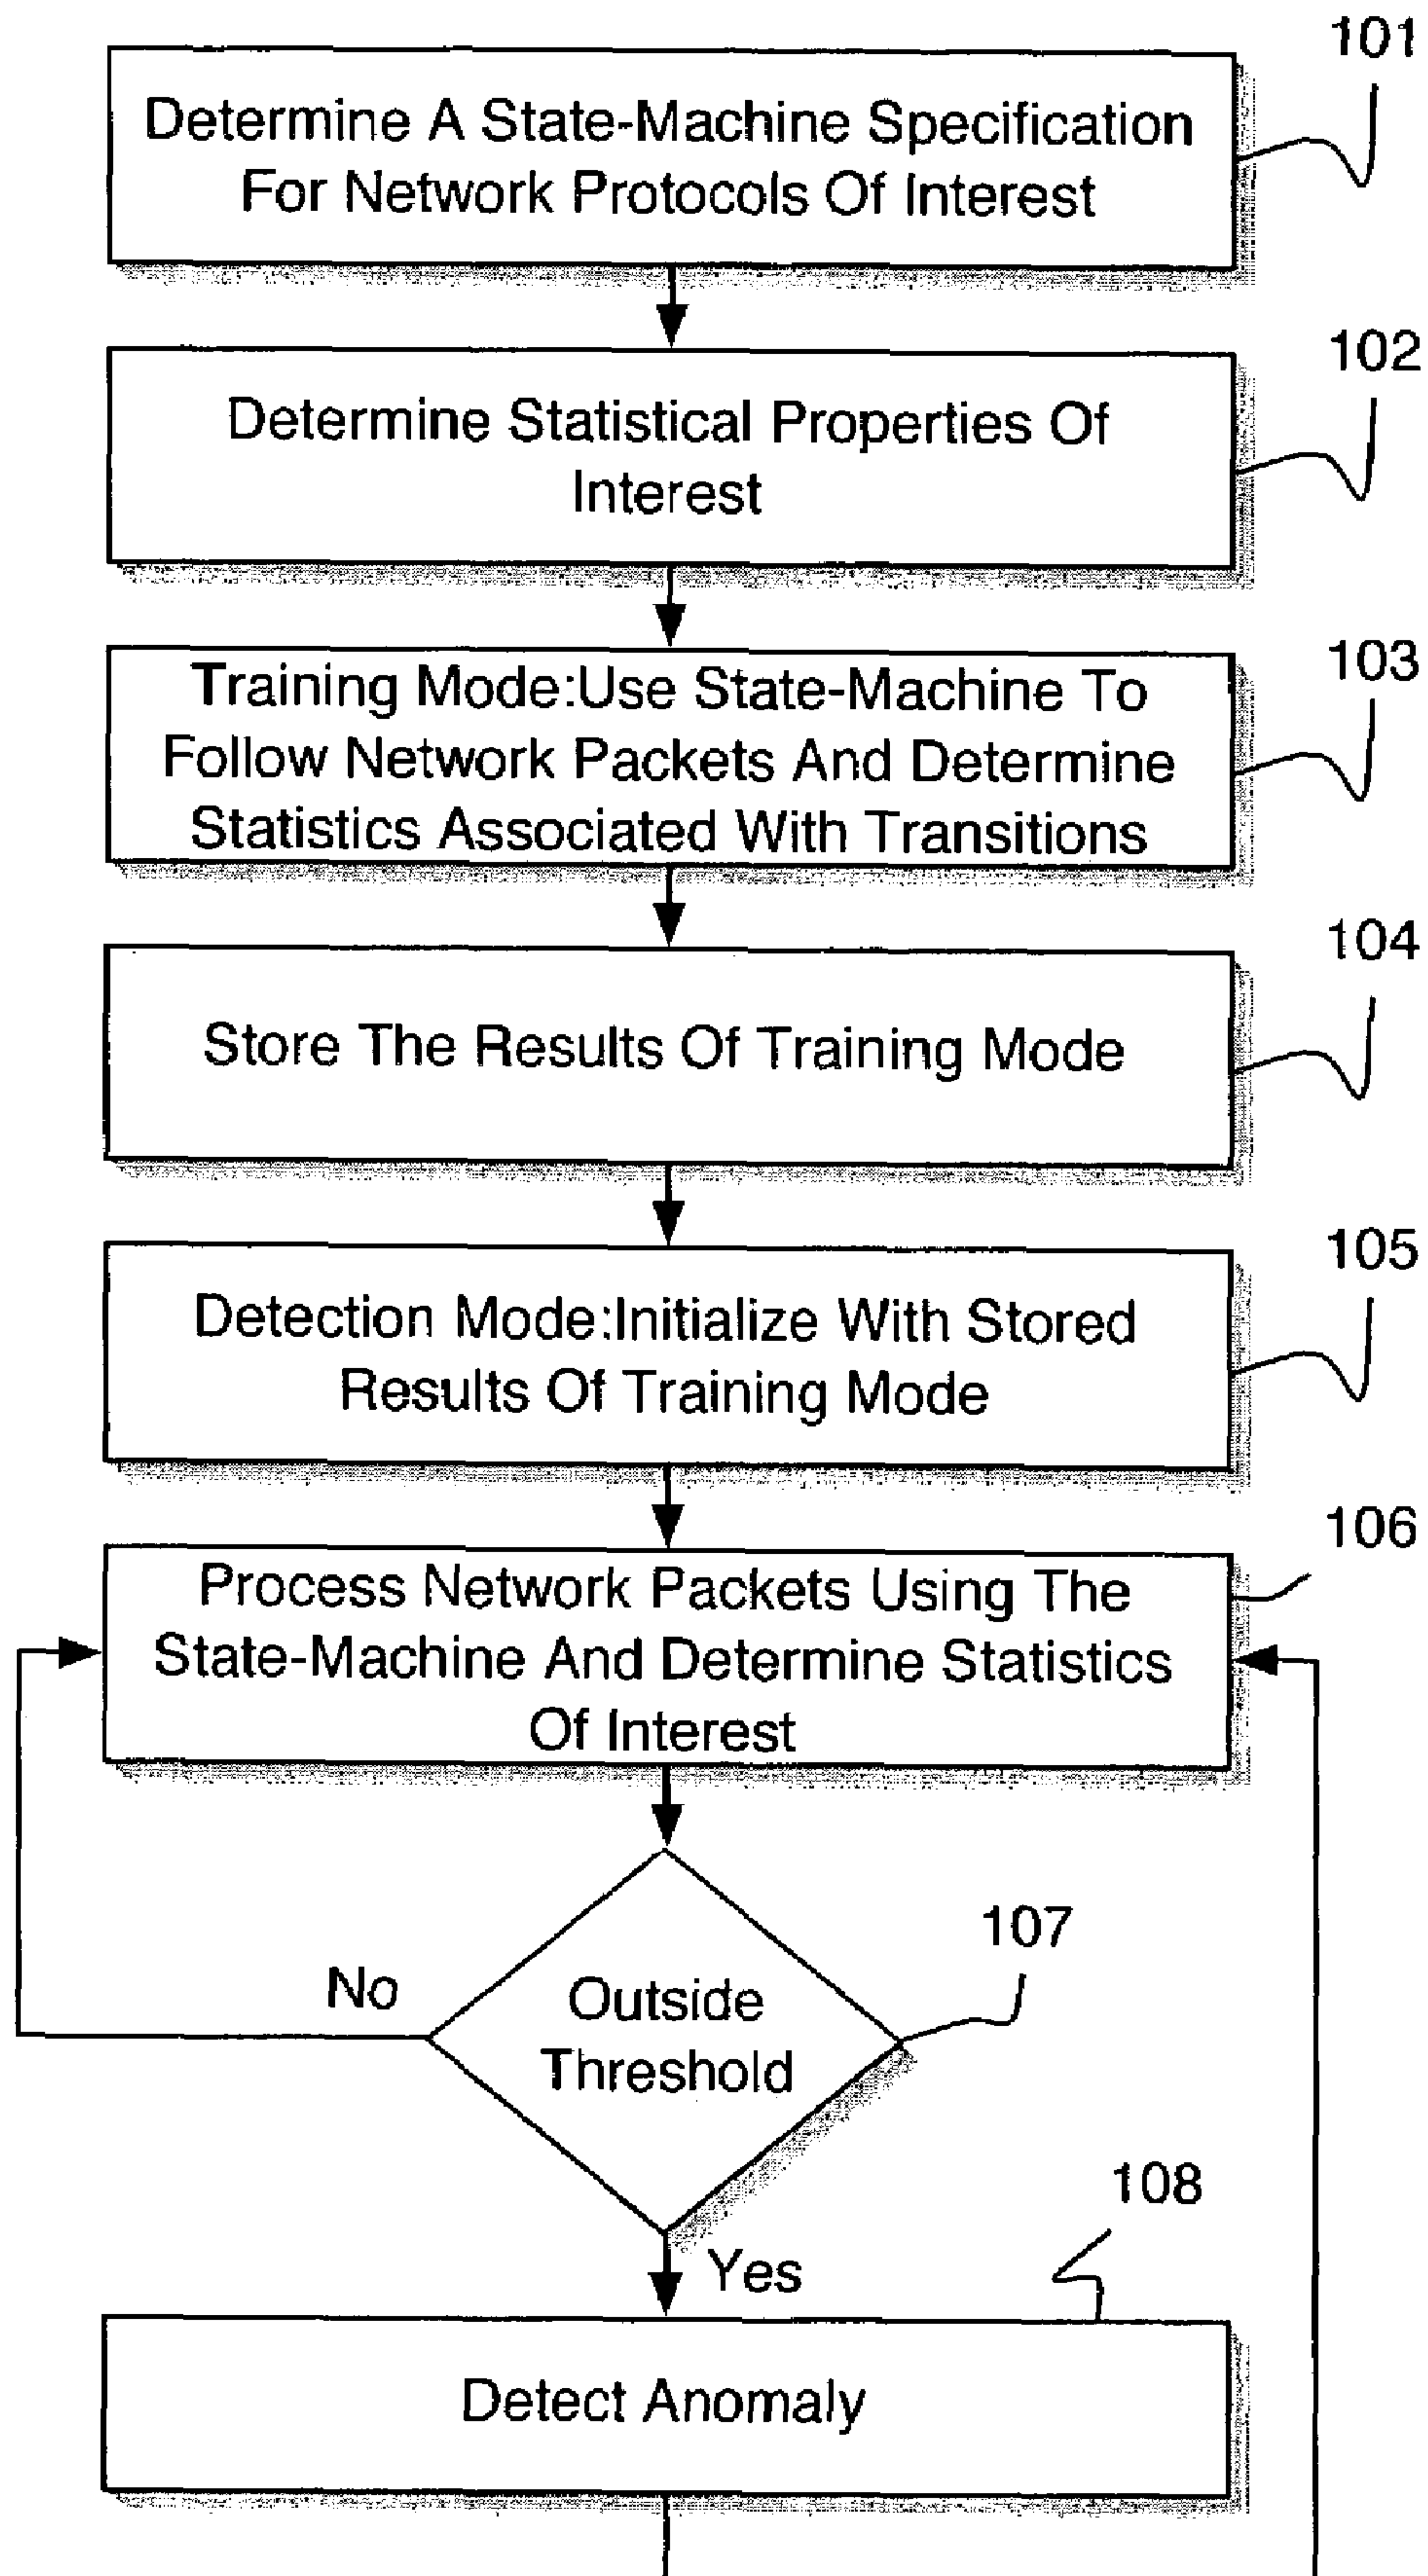 101
Determine A State-Machine Specification
For Network Protocols Of Interest
102
Determine Statistical Properties Of
Interest
103
Training Mode:Use State-Machine To
Follow Network Packets And Determine
Statistics Associated With Transitions
104
Store The Results Of Training Mode
105
Detection Mode:Initialize With Stored
Results Of Training Mode
106
Process Network Packets Using The
State-Machine And Determine Statistics
Of Interest
107
No
Outside
Threshold
108
Yes
Detect Anomaly